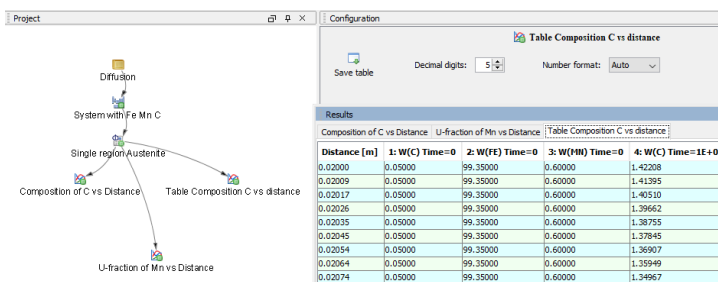 Project
Configuration
Table Composition C vs distance
Save table
Decimal digits: 5
Number format: Auto
Diffusion
System with Fe Mn C
Single region Austenite
Composition of C vs Distance
Table Composition C vs distance
U-fraction of Mn vs Distance
Results
Composition of C vs Distance U-fraction of Mn vs Distance Table Composition C vs distance
Distance [m] 1: W(C) Time=0 2: W(FE) Time=0 3: W(MN) Time=0 4: W(C) Time=1E+0
0.02000 0.05000 99.35000 0.60000 1.42208
0.02009 0.05000 99.35000 0.60000 1.41395
0.02017 0.05000 99.35000 0.60000 1.40510
0.02026 0.05000 99.35000 0.60000 1.39662
0.02035 0.05000 99.35000 0.60000 1.38755
0.02045 0.05000 99.35000 0.60000 1.37845
0.02054 0.05000 99.35000 0.60000 1.36907
0.02064 0.05000 99.35000 0.60000 1.35949
0.02074 0.05000 99.35000 0.60000 1.34967